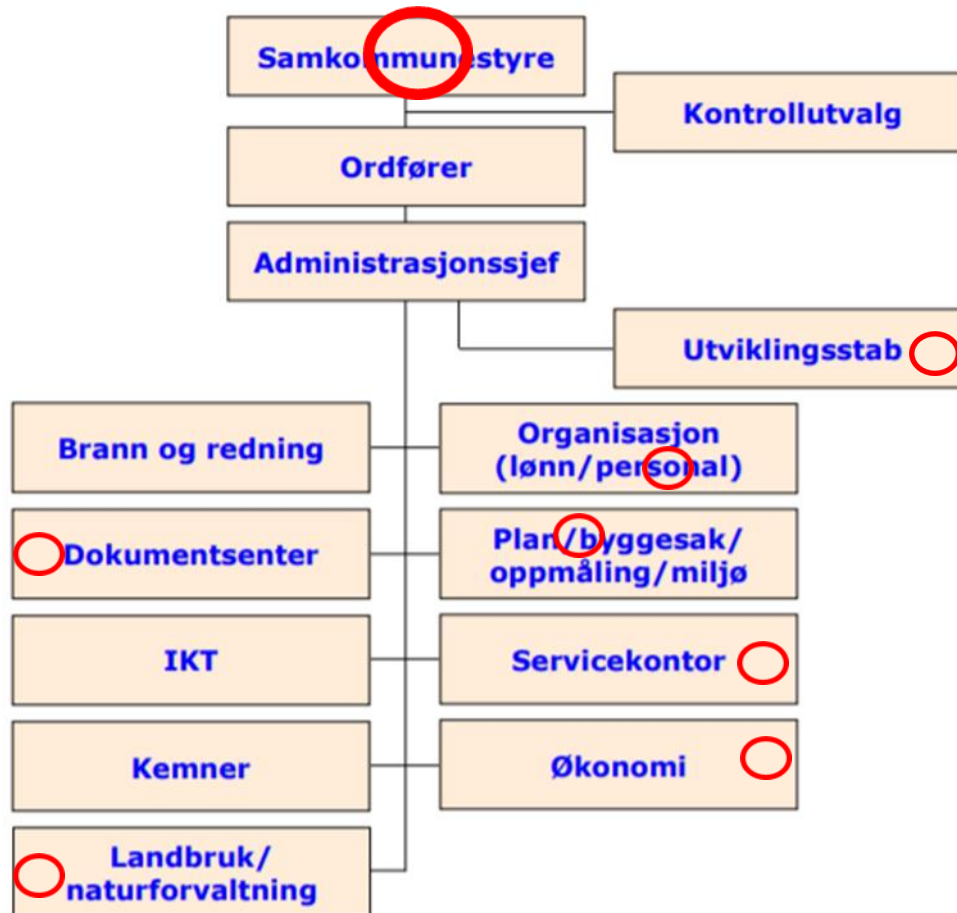 Samkommunestyre
Kontrollutvalg
Ordfører
Administrasjonssjef
Utviklingsstab
Brann og redning
Organisasjon
(lønn/personal)
Dokumentsenter
Plan/byggesak/
oppmåling/miljø
IKT
Servicekontor
Kemner
Økonomi
Landbruk/
naturforvaltning